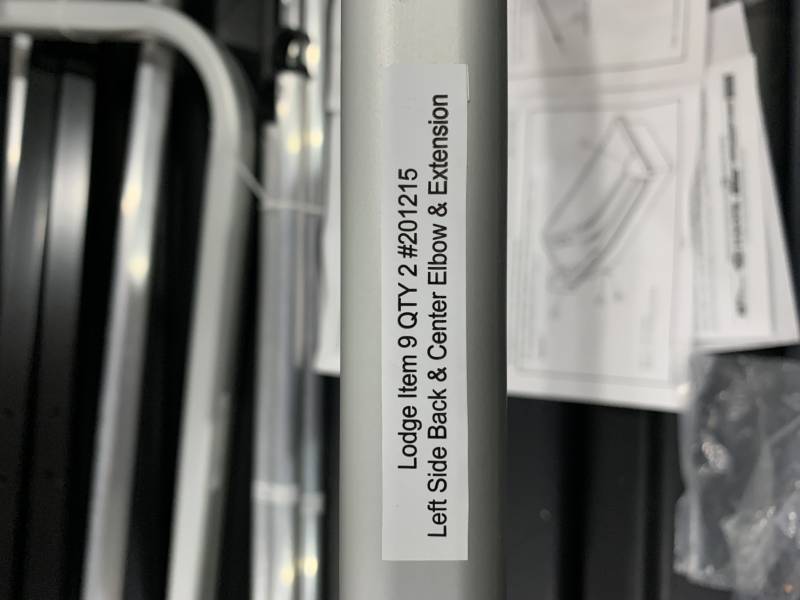 Lodge Item 9 QTY 2 #201215
Left Side Back & Center Elbow & Extension